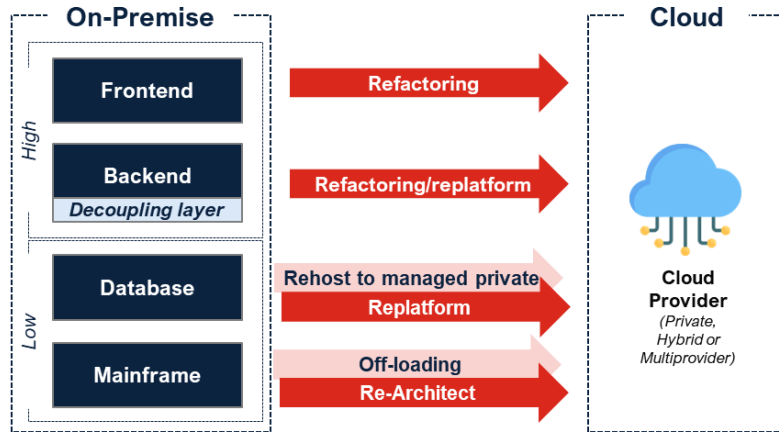 On-Premise
Cloud
High
Frontend
Refactoring
Backend
Decoupling layer
Refactoring/replatform
Low
Database
Rehost to managed private
Replatform
Mainframe
Off-loading
Re-Architect
Cloud
Provider
(Private,
Hybrid or
Multiprovider)